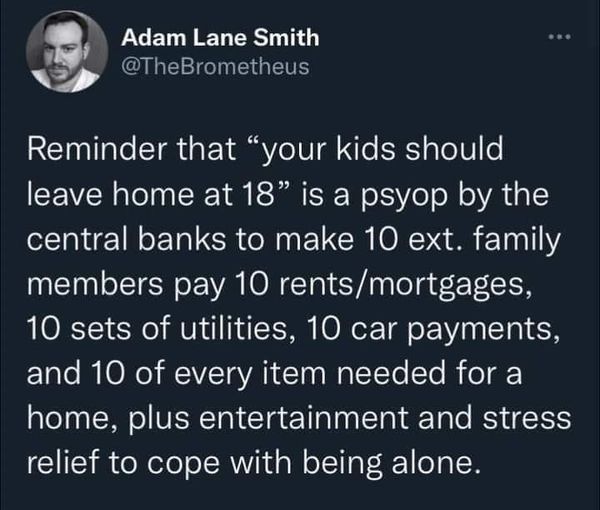 Adam Lane Smith
@TheBrometheus
Reminder that “your kids should
leave home at 18” is a psyop by the
central banks to make 10 ext. family
members pay 10 rents/mortgages,
10 sets of utilities, 10 car payments,
and 10 of every item needed for a
home, plus entertainment and stress
relief to cope with being alone.